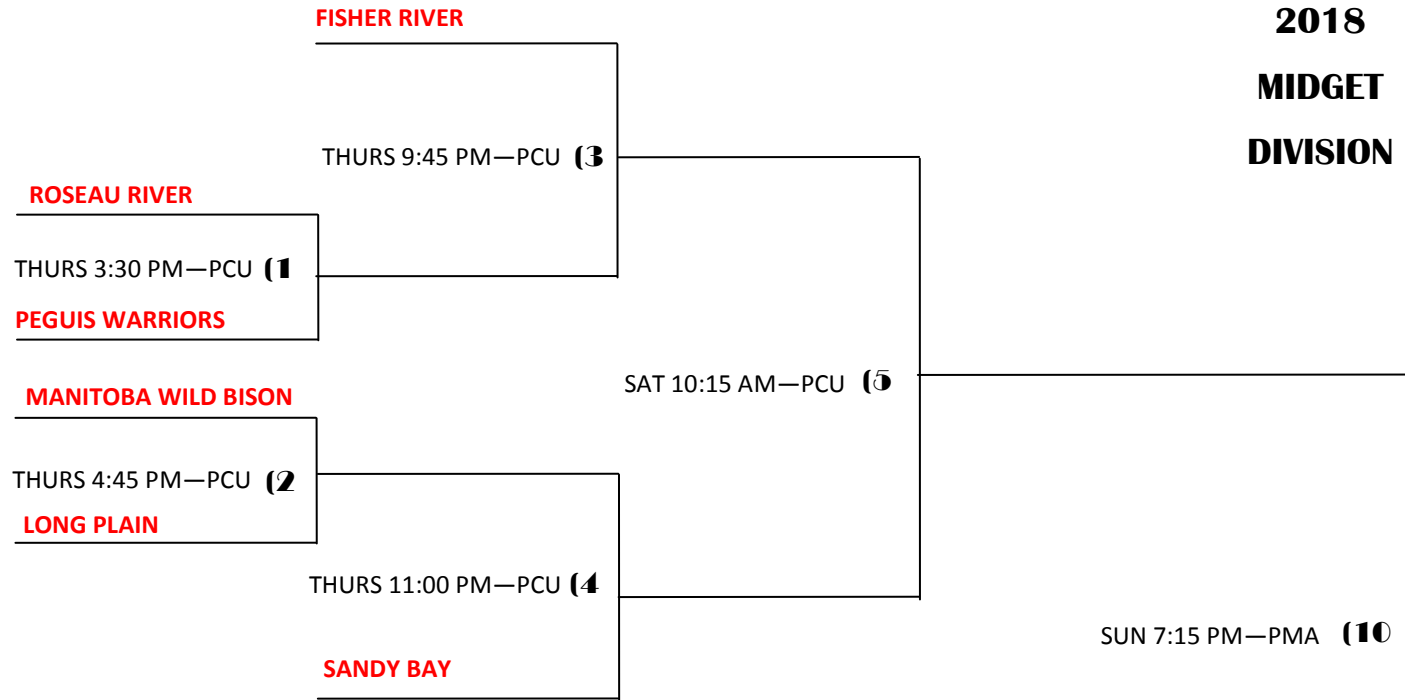 FISHER RIVER
2018
MIDGET
DIVISION
THURS 9:45 PM—PCU (3
ROSEAU RIVER
THURS 3:30 PM—PCU (1
PEGUIS WARRIORS
MANITOBA WILD BISON
SAT 10:15 AM—PCU (5
THURS 4:45 PM—PCU (2
LONG PLAIN
THURS 11:00 PM—PCU (4
SUN 7:15 PM—PMA (10
SANDY BAY